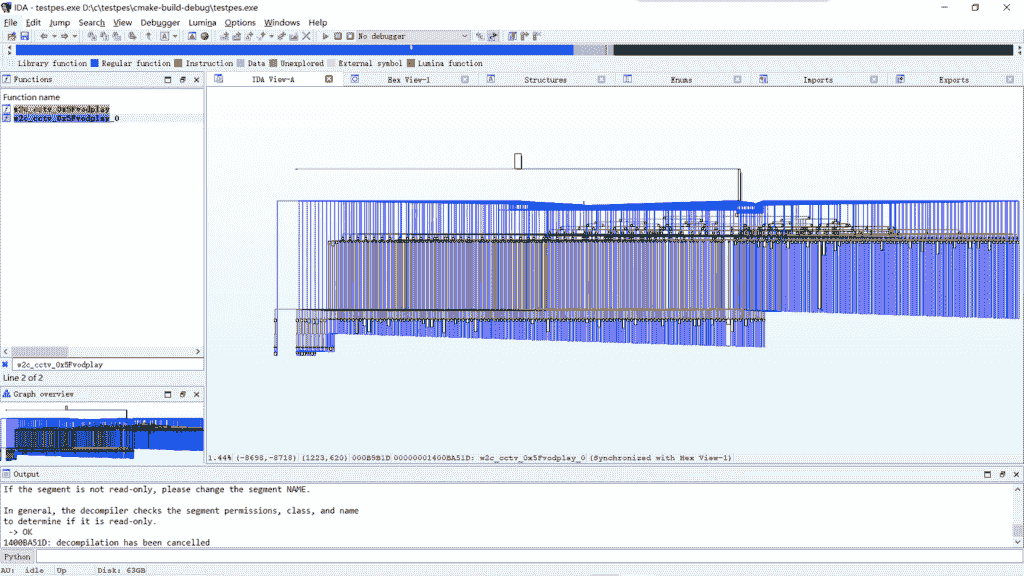 IDA - testpes.exe D:\c\testpes\cmake-build-debug\testpes.exe
File Edit Jump Search View Debugger Lumina Options Windows Help
No debugger
Library function Regular function Instruction Data Unexplored External symbol Lumina function
Functions
IDA View-A Hex View-1 Structures Enums Imports Exports
Function name
w2c_cctv_0x5Fvodplay
w2c_cctv_0x5Fvodplay_0
w2c_cctv_0x5Fvodplay
Line 2 of 2
Graph overview
1.44% (-8698,-8718) (1223,620) 000B9B1D 00000001400BA51D: w2c_cctv_0x5Fvodplay_0 (Synchronized with Hex View-1)
Output
If the segment is not read-only, please change the segment NAME.
In general, the decompiler checks the segment permissions, class, and name
to determine if it is read-only.
-> OK
1400BA51D: decompilation has been cancelled
Python
AU: idle Up Disk: 63GB